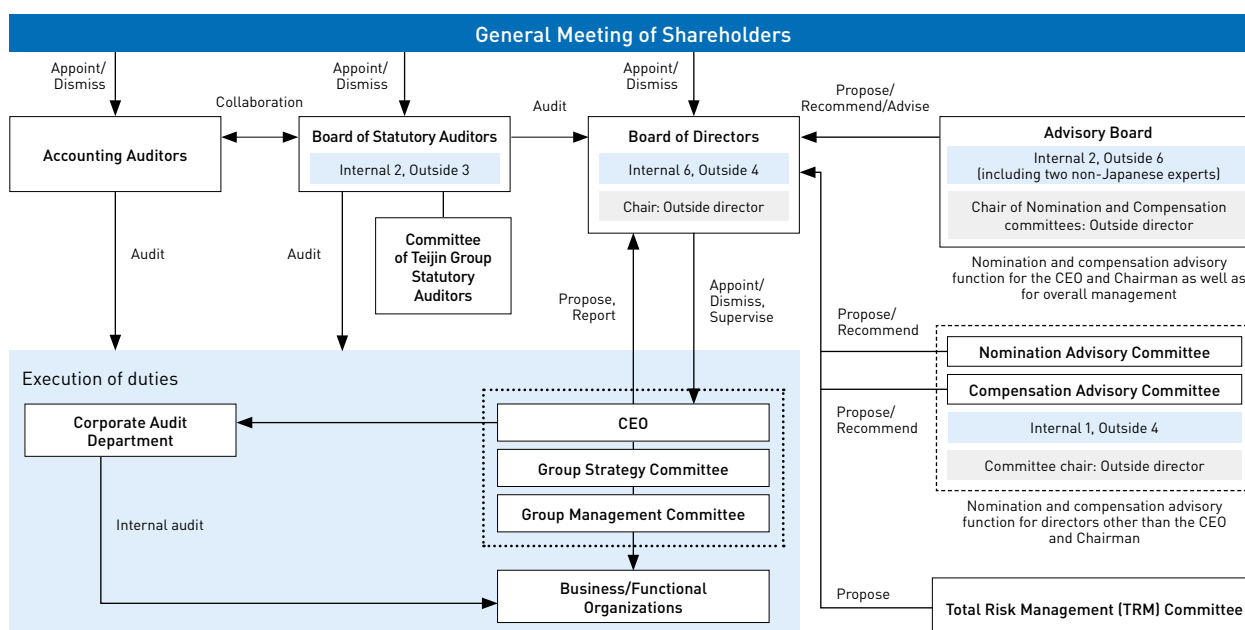 General Meeting of Shareholders
Appoint/
Dismiss
Appoint/
Dismiss
Appoint/
Dismiss
Collaboration
Audit
Propose/
Recommend/Advise
Accounting Auditors
Board of Statutory Auditors
Internal 2, Outside 3
Board of Directors
Internal 6, Outside 4
Chair: Outside director
Advisory Board
Internal 2, Outside 6
(including two non-Japanese experts)
Chair of Nomination and Compensation
committees: Outside director
Nomination and compensation advisory
function for the CEO and Chairman as well as
for overall management
Committee
of Teijin Group
Statutory
Auditors
Audit
Audit
Propose,
Report
Appoint/
Dismiss,
Supervise
Propose/
Recommend
Nomination Advisory Committee
Compensation Advisory Committee
Internal 1, Outside 4
Committee chair: Outside director
Propose/
Recommend
Nomination and compensation advisory
function for directors other than the CEO
and Chairman
Execution of duties
Corporate Audit
Department
CEO
Group Strategy Committee
Group Management Committee
Internal audit
Business/Functional
Organizations
Propose
Total Risk Management (TRM) Committee